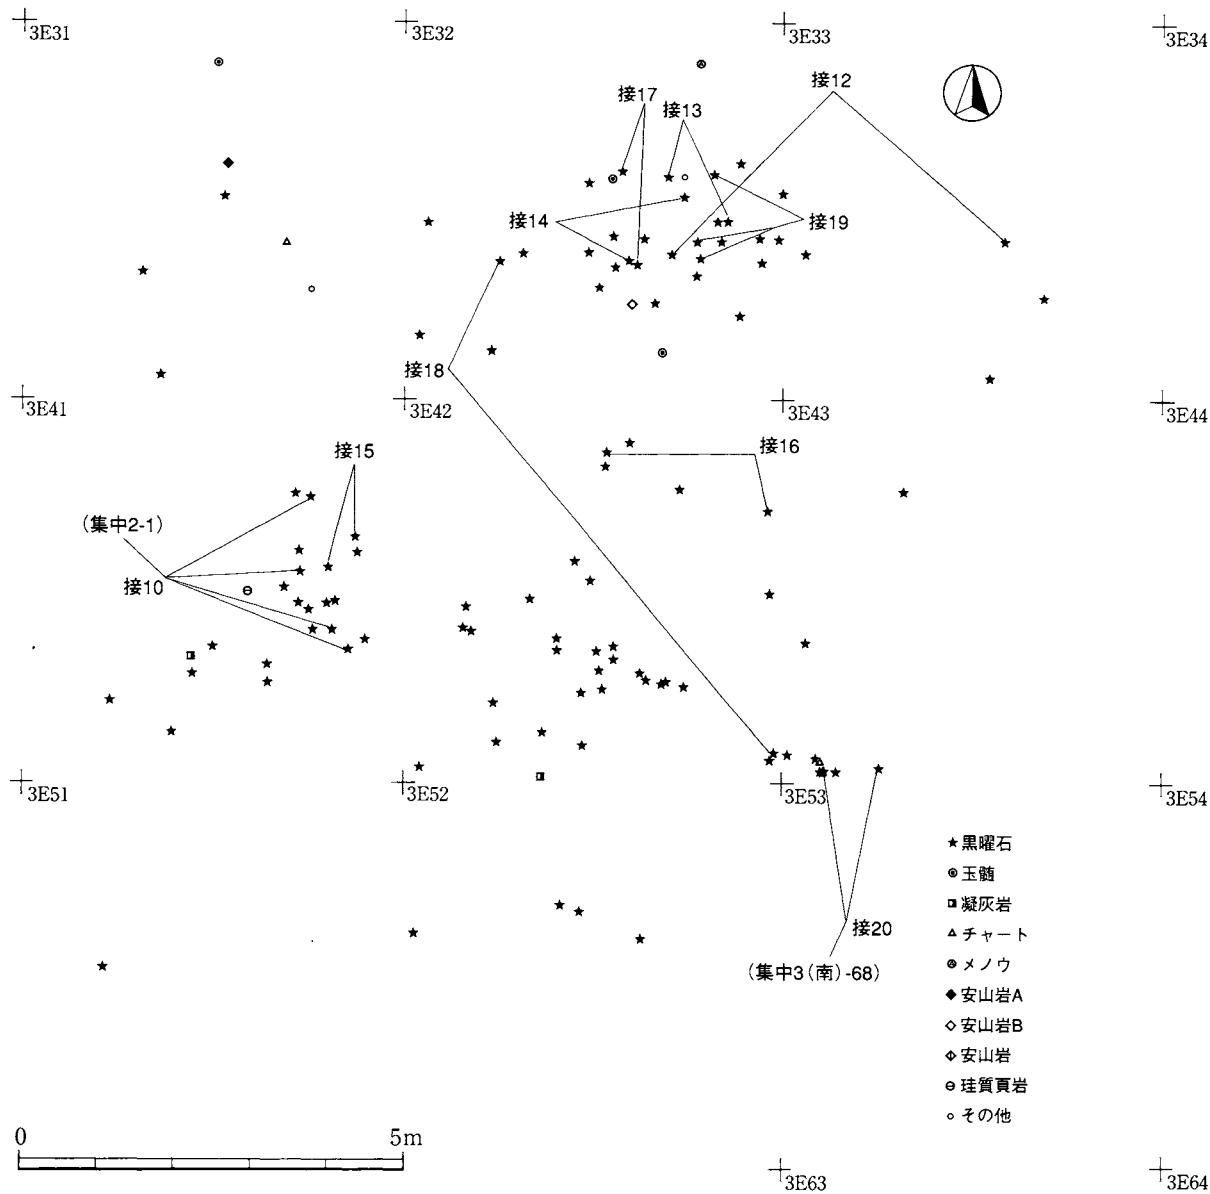 3E31
3E32
3E33
3E34
接12
接17
接13
接14
接19
接18
3E41
3E42
3E43
3E44
接15
接16
(集中2-1)
接10
3E51
3E52
3E53
3E54
黒曜石
玉髄
凝灰岩
チャート
メノウ
安山岩A
安山岩B
安山岩
珪質頁岩
その他
接20
(集中3(南)-68)
0
5m
3E63
3E64